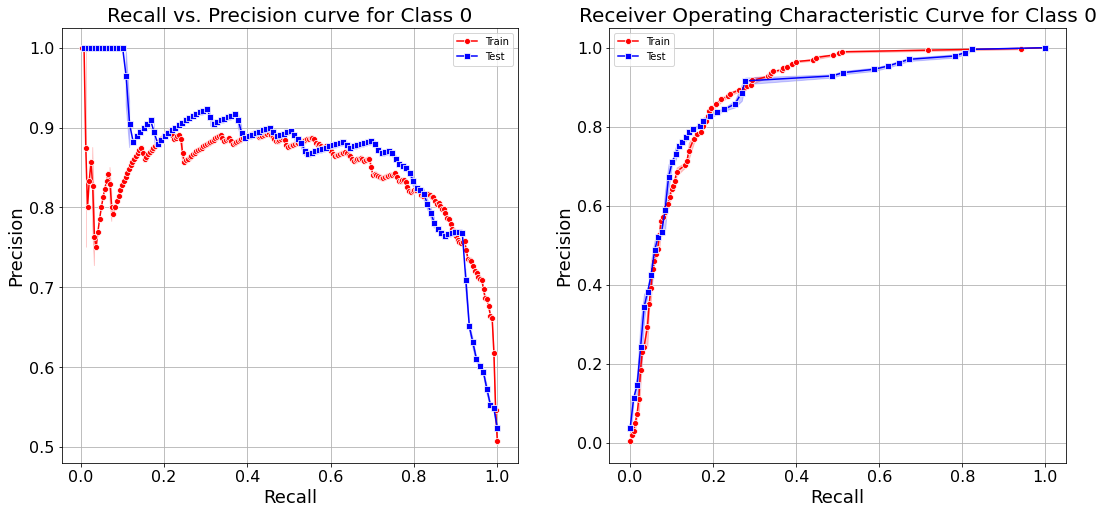 Recall vs. Precision curve for Class 0
1.0
0.9
0.8
0.7
0.6
0.5
Precision
0.0 0.2 0.4 0.6 0.8 1.0
Recall
Train
Test
Receiver Operating Characteristic Curve for Class 0
1.0
0.8
0.6
0.4
0.2
0.0
Precision
0.0 0.2 0.4 0.6 0.8 1.0
Recall
Train
Test